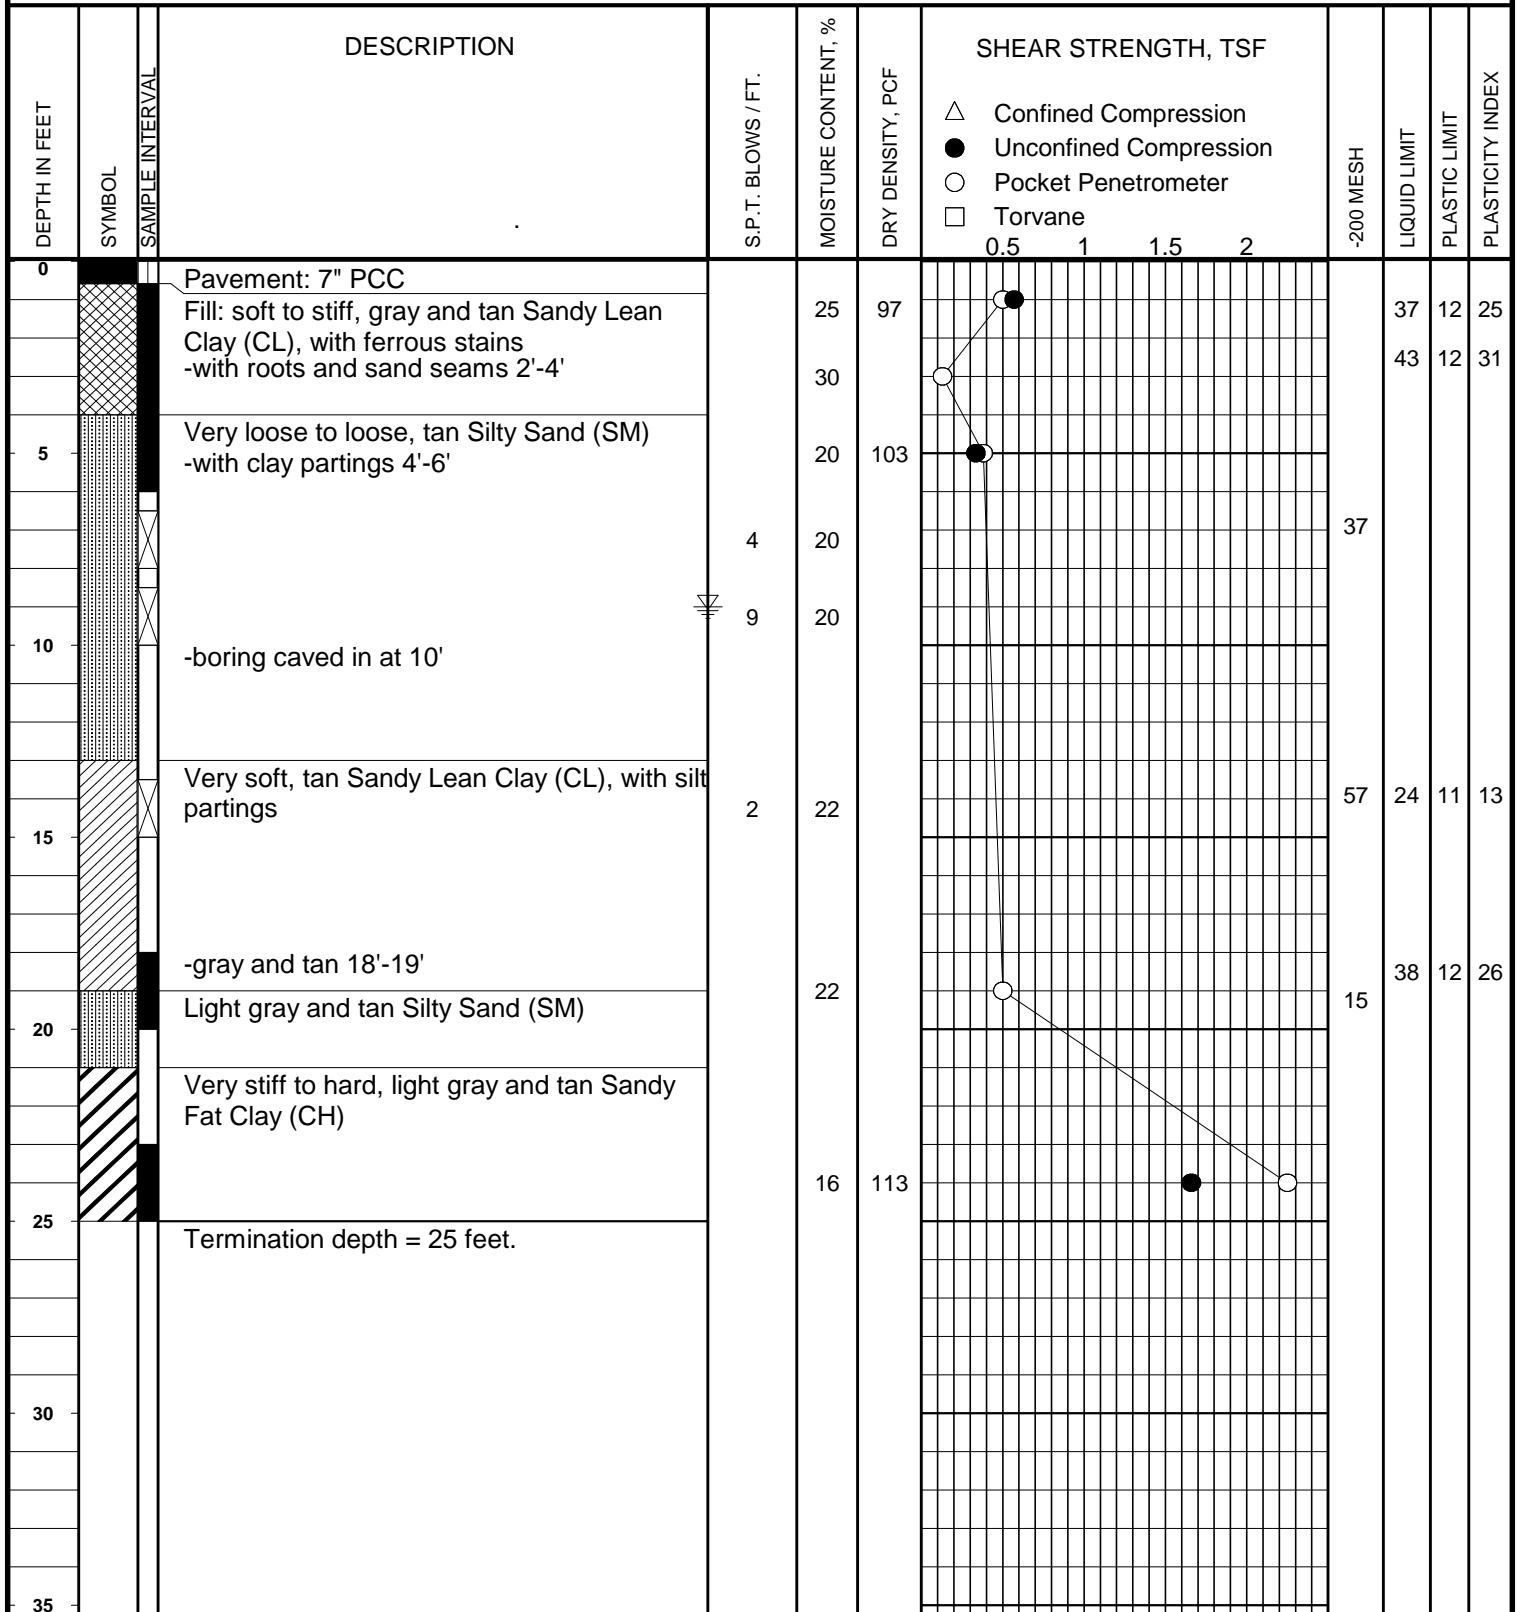 DEPTH IN FEET
SYMBOL
SAMPLE INTERVAL
DESCRIPTION
.
S.P.T. BLOWS / FT.
MOISTURE CONTENT, %
DRY DENSITY, PCF
SHEAR STRENGTH, TSF
Confined Compression
Unconfined Compression
Pocket Penetrometer
Torvane
0.5 1 1.5 2
-200 MESH
LIQUID LIMIT
PLASTIC LIMIT
PLASTICITY INDEX
0
Pavement: 7" PCC
Fill: soft to stiff, gray and tan Sandy Lean 25 97 37 12 25
Clay (CL), with ferrous stains
43 12 31
-with roots and sand seams 2'-4'
30
Very loose to loose, tan Silty Sand (SM)
5 -with clay partings 4'-6' 20 103
37
4 20
9 20
10 -boring caved in at 10'
Very soft, tan Sandy Lean Clay (CL), with silt
57 24 11 13
partings 2 22
15
-gray and tan 18'-19'
38 12 26
22 15
Light gray and tan Silty Sand (SM)
20
Very stiff to hard, light gray and tan Sandy
Fat Clay (CH)
16 113
25
Termination depth = 25 feet.
30
35